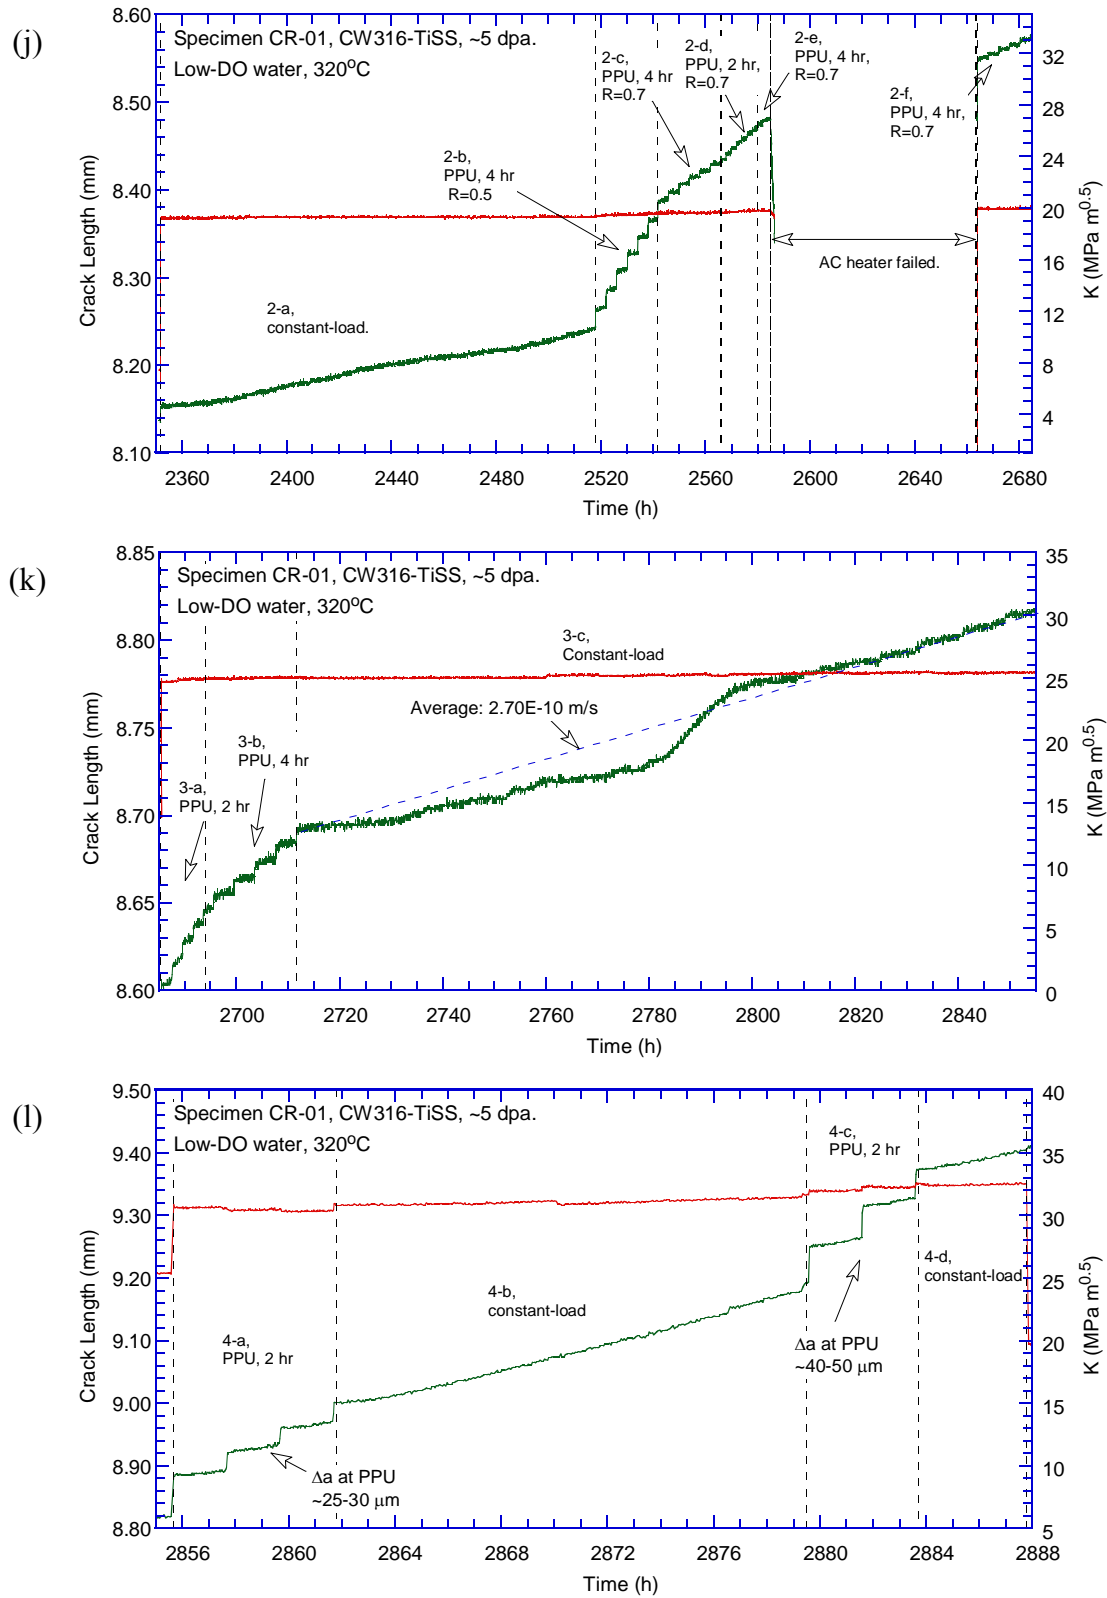 (j)
Specimen CR-01, CW316-TiSS, ~5 dpa.
Low-DO water, 320°C
2-a,
constant-load.
2-b,
PPU, 4 hr
R=0.5
2-c,
PPU, 4 hr
R=0.7
2-d,
PPU, 2 hr,
R=0.7
2-e,
PPU, 4 hr,
R=0.7
2-f,
PPU, 4 hr,
R=0.7
AC heater failed.
8.60
8.50
8.40
8.30
8.20
8.10
Crack Length (mm)
32
28
24
20
16
12
8
4
K (MPa m^0.5)
2360 2400 2440 2480 2520 2560 2600 2640 2680
Time (h)
(k)
Specimen CR-01, CW316-TiSS, ~5 dpa.
Low-DO water, 320°C
3-a,
PPU, 2 hr
3-b,
PPU, 4 hr
3-c,
Constant-load
Average: 2.70E-10 m/s
8.85
8.80
8.75
8.70
8.65
8.60
Crack Length (mm)
35
30
25
20
15
10
5
0
K (MPa m^0.5)
2700 2720 2740 2760 2780 2800 2820 2840
Time (h)
(l)
Specimen CR-01, CW316-TiSS, ~5 dpa.
Low-DO water, 320°C
4-a,
PPU, 2 hr
Δa at PPU
~25-30 μm
4-b,
constant-load
4-c,
PPU, 2 hr
Δa at PPU
~40-50 μm
4-d,
constant-load
9.50
9.40
9.30
9.20
9.10
9.00
8.90
8.80
Crack Length (mm)
40
35
30
25
20
15
10
5
K (MPa m^0.5)
2856 2860 2864 2868 2872 2876 2880 2884 2888
Time (h)